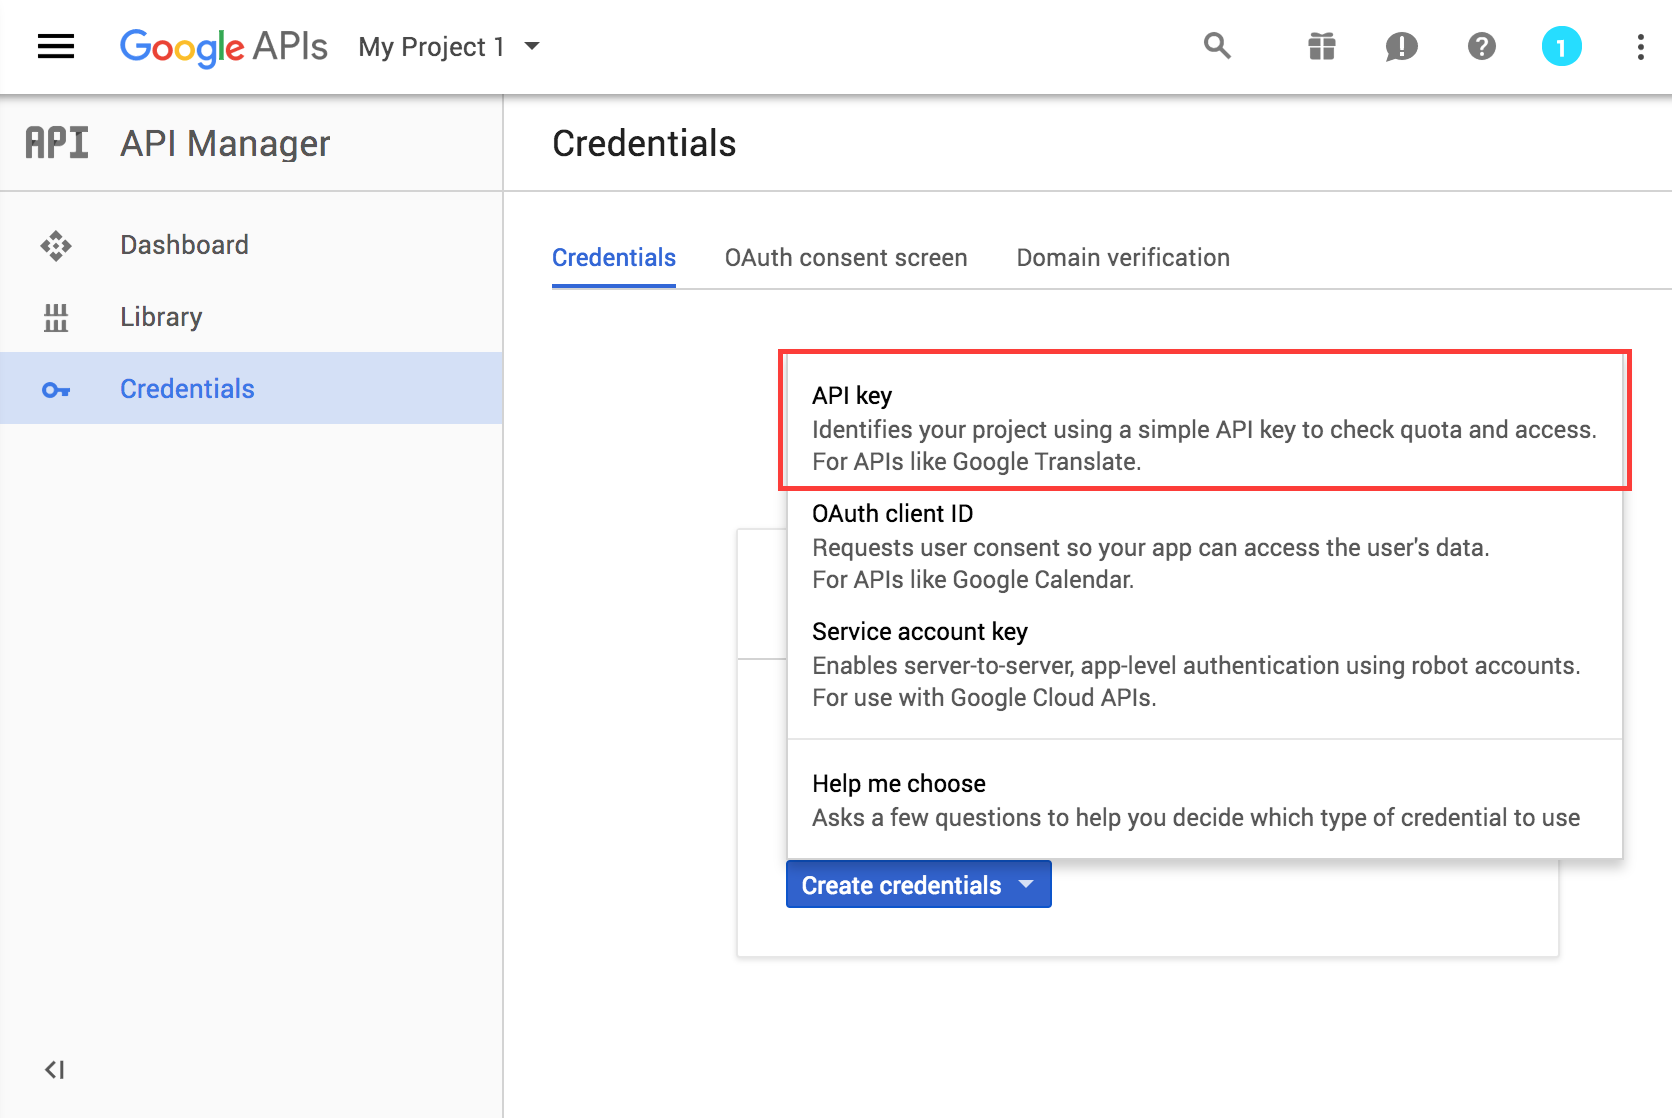 Google APIs My Project 1 1
API API Manager
Credentials
Dashboard
Library
Credentials
Credentials OAuth consent screen Domain verification
API key
Identifies your project using a simple API key to check quota and access.
For APIs like Google Translate.
OAuth client ID
Requests user consent so your app can access the user's data.
For APIs like Google Calendar.
Service account key
Enables server-to-server, app-level authentication using robot accounts.
For use with Google Cloud APIs.
Help me choose
Asks a few questions to help you decide which type of credential to use
Create credentials